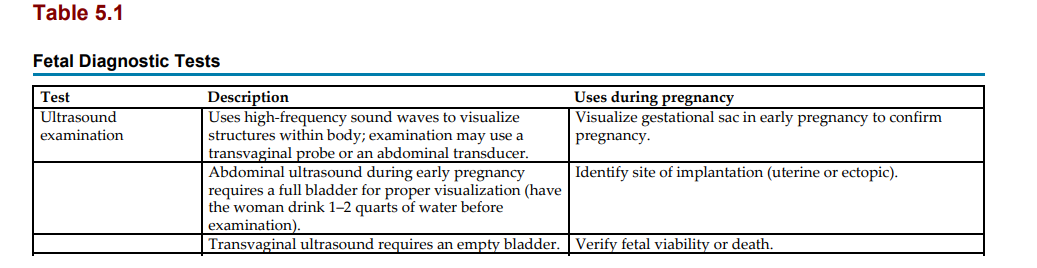 Table 5.1
Fetal Diagnostic Tests
Test Description Uses during pregnancy
Ultrasound examination
Uses high-frequency sound waves to visualize
structures within body; examination may use a
transvaginal probe or an abdominal transducer.
Visualize gestational sac in early pregnancy to confirm
pregnancy.
Abdominal ultrasound during early pregnancy
requires a full bladder for proper visualization (have
the woman drink 1–2 quarts of water before
examination).
Identify site of implantation (uterine or ectopic).
Transvaginal ultrasound requires an empty bladder.
Verify fetal viability or death.